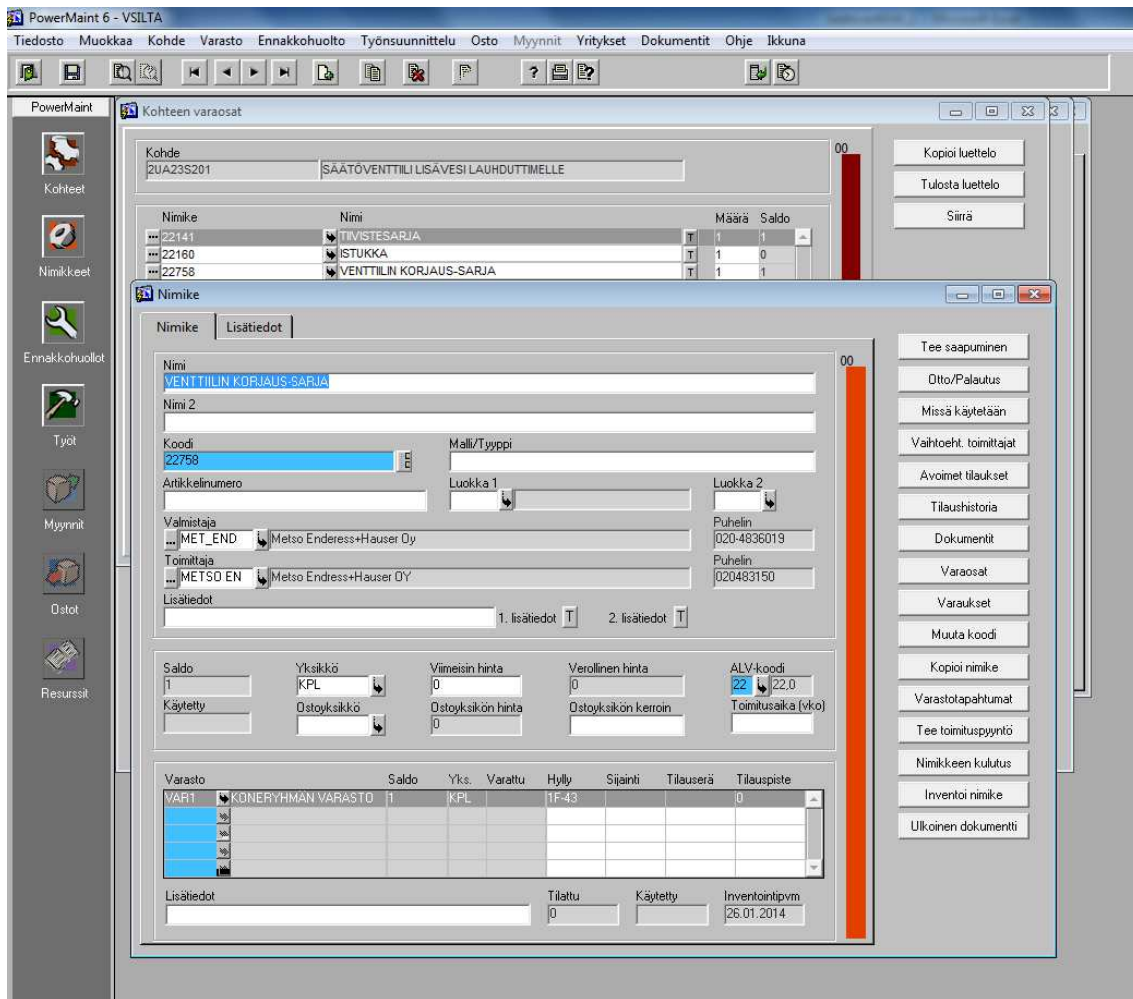 PowerMaint 6 - VSILTA
Tiedosto Muokkaa Kohde Varasto Ennakkohuolto Työnsuunnittelu Osto Myynnit Yritykset Dokumentit Ohje Ikkuna
PowerMaint
Kohteet
Nimikkeet
Ennakkohuollot
Työt
Myynnit
Ostot
Resurssit
Kohteen varaosat
Kohde
2UA23S201 SÄÄTÖVENTTIILI LISÄVESI LAUHDUTTIMELLE
00
Kopioi luettelo
Tulosta luettelo
Siirrä
Nimike Nimi Määrä Saldo
22141 TIIVISTESARJA T 1 1
22160 ISTUKKA T 1 0
22758 VENTTIILIN KORJAUS-SARJA T 1 1
Nimike
Nimike Lisätiedot
00
Nimi
VENTTIILIN KORJAUS-SARJA
Nimi 2
Koodi Malli/Tyyppi
22758
Artikkelinumero Luokka 1 Luokka 2
Valmistaja Puhelin
... MET_END Metso Enderess+Hauser Oy 020-4836019
Toimittaja Puhelin
... METSO EN Metso Endress+Hauser OY 020483150
Lisätiedot
1. lisätiedot T 2. lisätiedot T
Saldo Yksikkö Viimeisin hinta Verollinen hinta ALV-koodi
1 KPL 0 0 22 22,0
Käytetty Ostoyksikkö Ostoyksikön hinta Ostoyksikön kerroin Toimitusaika (vko)
0
Varasto Saldo Yks. Varattu Hylly Sijainti Tilauserä Tilauspiste
VAR1 KONERYHMÄN VARASTO 1 KPL 1F-43 0
Lisätiedot Tilattu Käytetty Inventointipvm
0 26.01.2014
Tee saapuminen
Otto/Palautus
Missä käytetään
Vaihtoeht. toimittajat
Avoimet tilaukset
Tilaushistoria
Dokumentit
Varaosat
Varaukset
Muuta koodi
Kopioi nimike
Varastotapahtumat
Tee toimituspyyntö
Nimikkeen kulutus
Inventoi nimike
Ulkoinen dokumentti